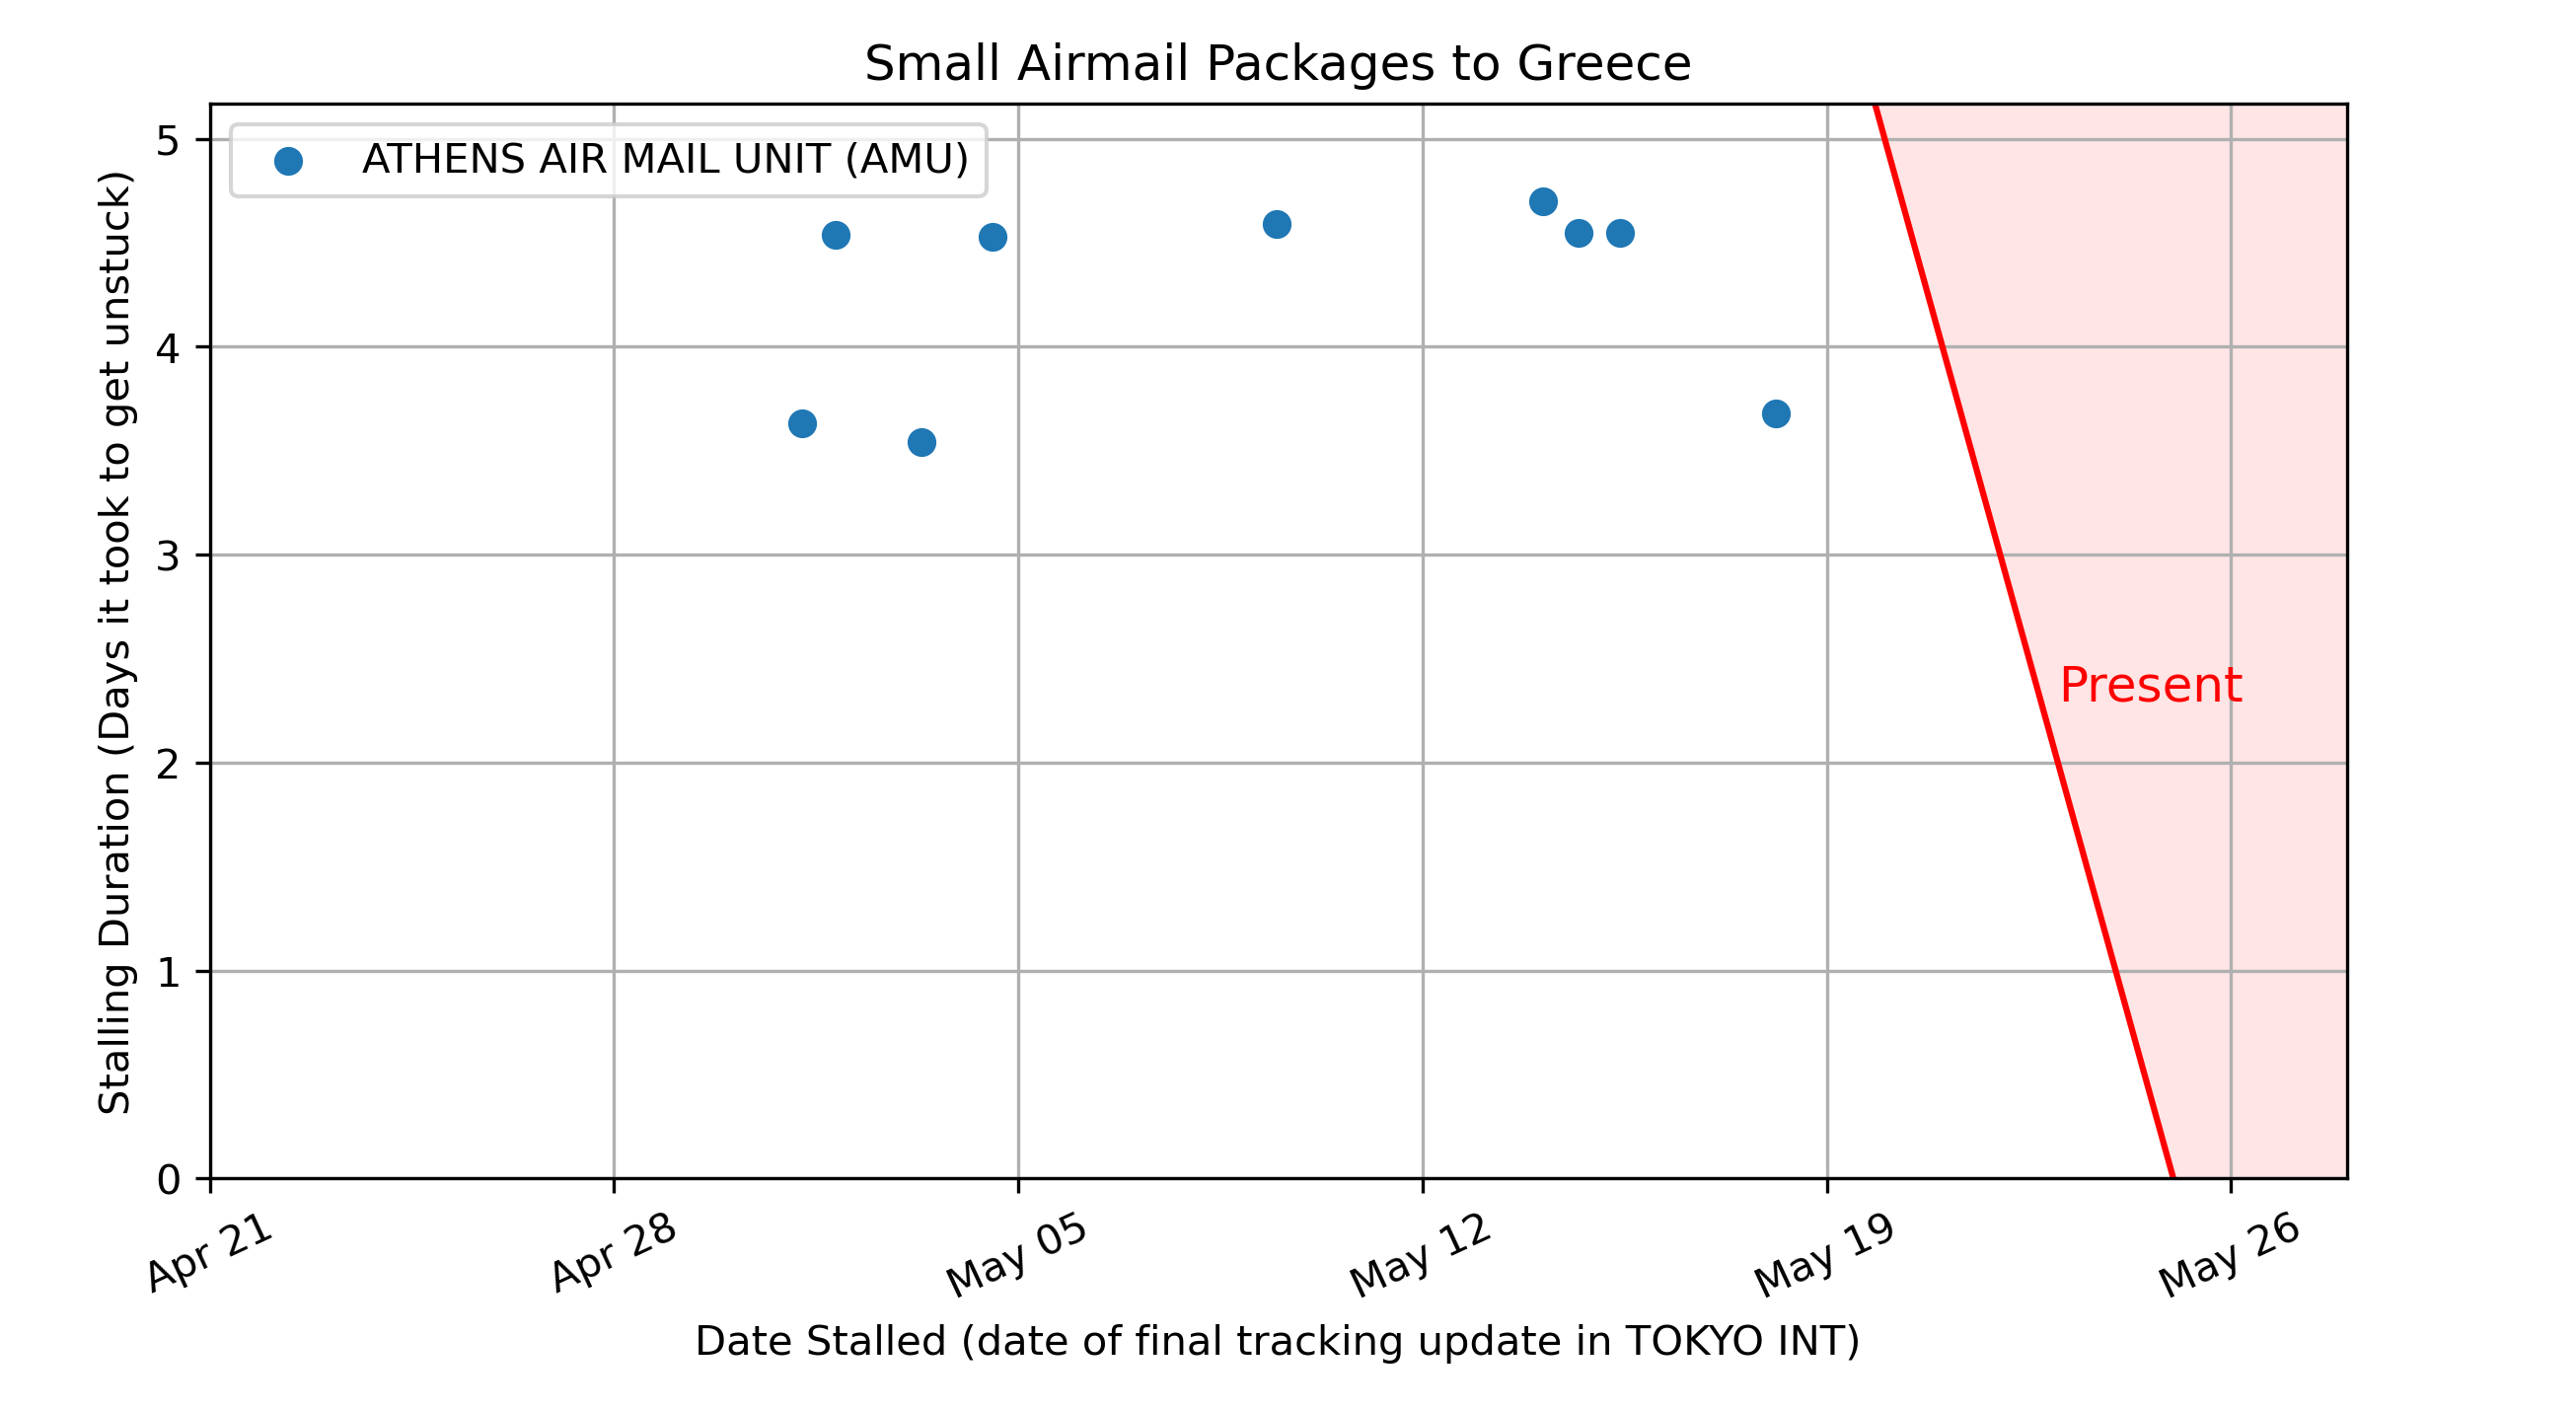 Small Airmail Packages to Greece
ATHENS AIR MAIL UNIT (AMU)
Stalling Duration (Days it took to get unstuck)
5
4
3
2
1
0
Present
Apr 21
Apr 28
May 05
May 12
May 19
May 26
Date Stalled (date of final tracking update in TOKYO INT)